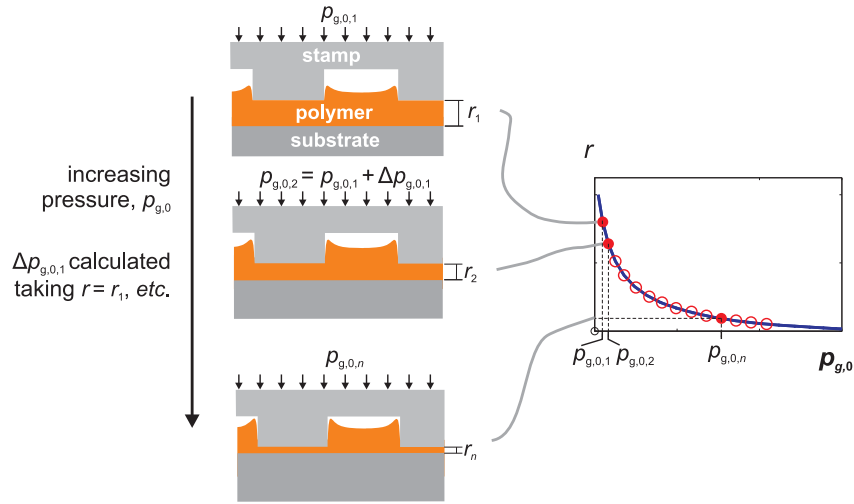 p_g,0,1
stamp
polymer
substrate
r_1
increasing
pressure, p_g,0
Δp_g,0,1 calculated
taking r = r_1, etc.
p_g,0,2 = p_g,0,1 + Δp_g,0,1
r_2
p_g,0,n
r_n
r
0
p_g,0,1
p_g,0,2
p_g,0,n
p_g,0